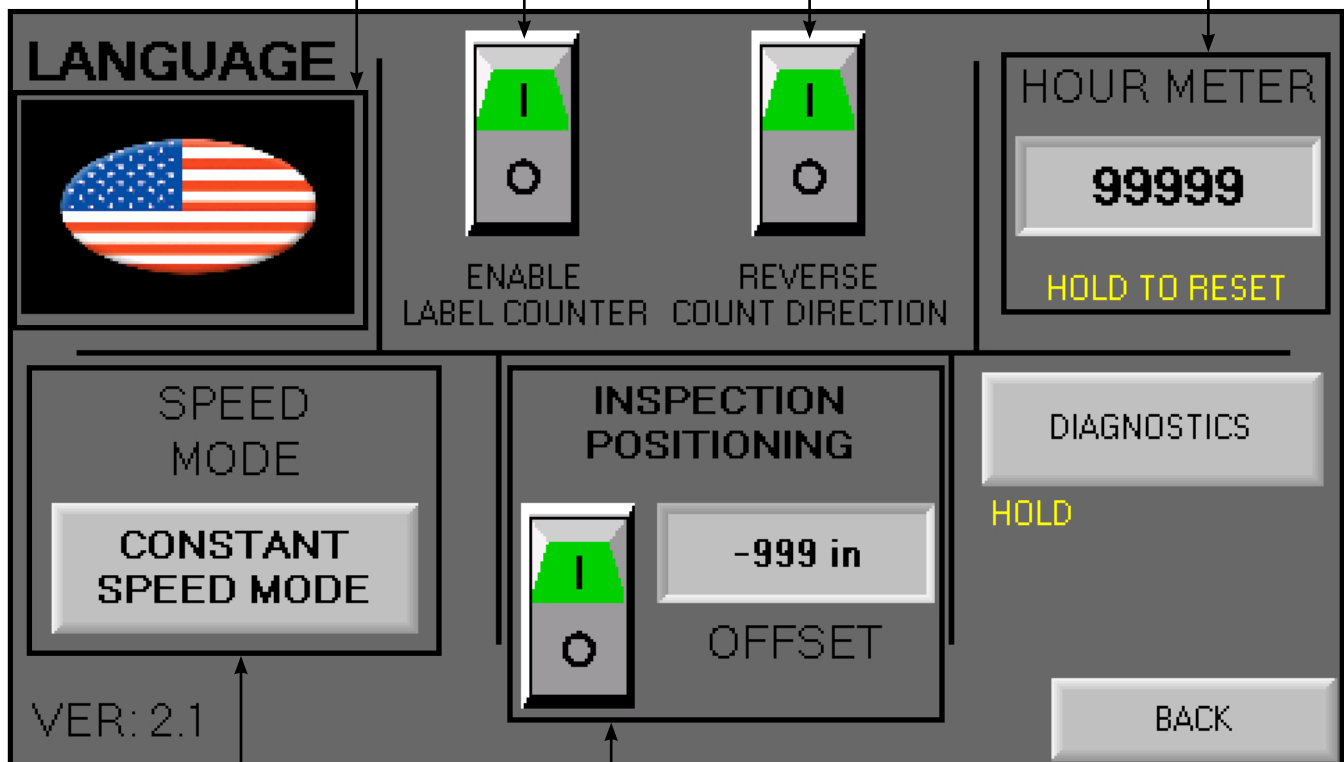 LANGUAGE
I
O
ENABLE
LABEL COUNTER
I
O
REVERSE
COUNT DIRECTION
HOUR METER
99999
HOLD TO RESET
SPEED
MODE
CONSTANT
SPEED MODE
VER: 2.1
INSPECTION
POSITIONING
I
O
-999 in
OFFSET
DIAGNOSTICS
HOLD
BACK